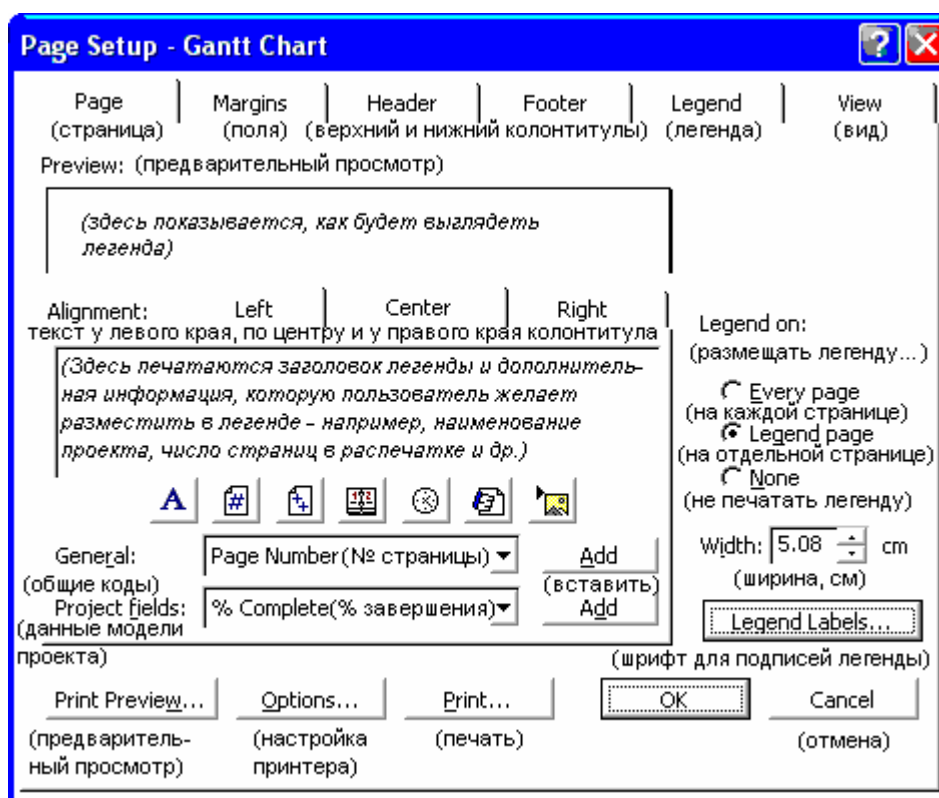 Page Setup - Gantt Chart
Page Margins Header Footer Legend View
(страница) (поля) (верхний и нижний колонтитулы) (легенда) (вид)
Preview: (предварительный просмотр)
(здесь показывается, как будет выглядеть
легенда)
Alignment: Left Center Right
текст у левого края, по центру и у правого края колонтитула
(Здесь печатаются заголовок легенды и дополнитель-
ная информация, которую пользователь желает
разместить в легенде – например, наименование
проекта, число страниц в распечатке и др.)
Legend on:
(размещать легенду...)
Every page
(на каждой странице)
Legend page
(на отдельной странице)
None
(не печатать легенду)
General: Page Number(№ страницы) Add
(общие коды) (вставить)
Project fields: % Complete(% завершения) Add
(данные модели
проекта)
Width: 5.08 cm
(ширина, см)
Legend Labels...
(шрифт для подписей легенды)
Print Preview... Options... Print... OK Cancel
(предваритель- (настройка (печать) (отмена)
ный просмотр) принтера)